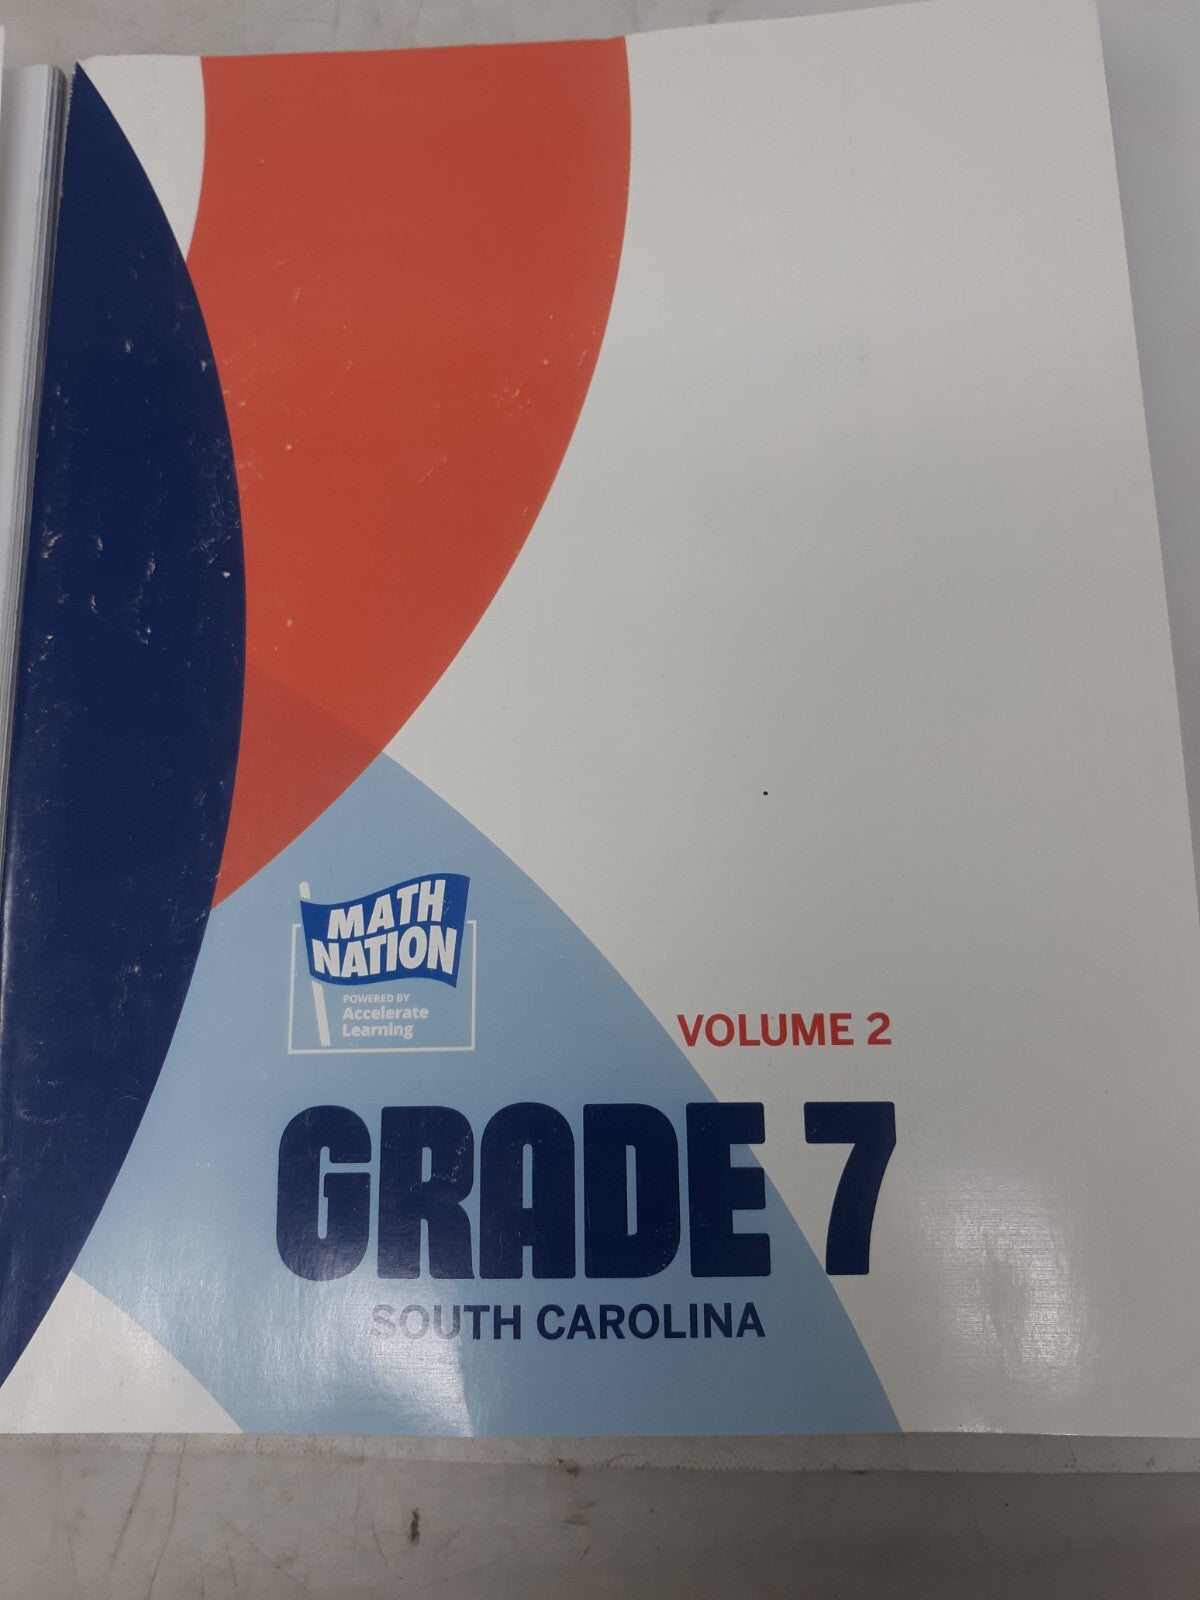 MATH
NATION
POWERED BY
Accelerate
Learning
VOLUME 2
GRADE 7
SOUTH CAROLINA